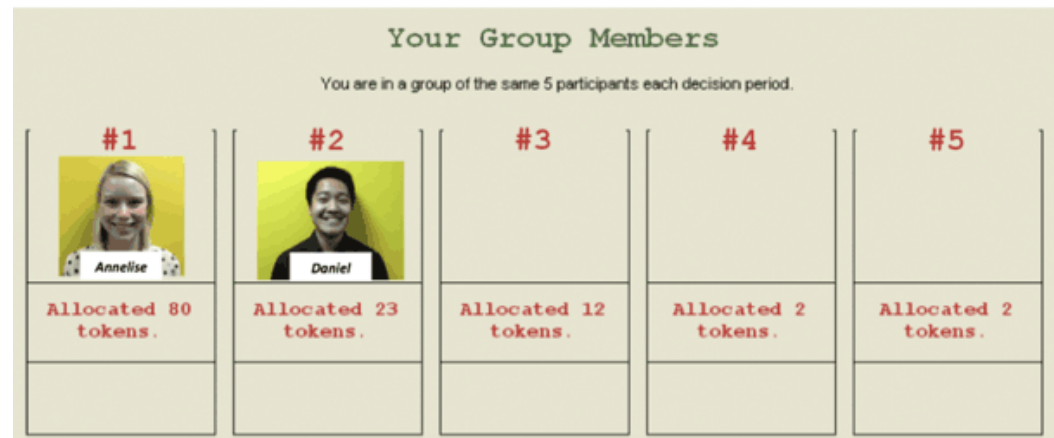 Your Group Members
You are in a group of the same 5 participants each decision period.
#1
#2
#3
#4
#5
Annelise
Daniel
Allocated 80
tokens.
Allocated 23
tokens.
Allocated 12
tokens.
Allocated 2
tokens.
Allocated 2
tokens.